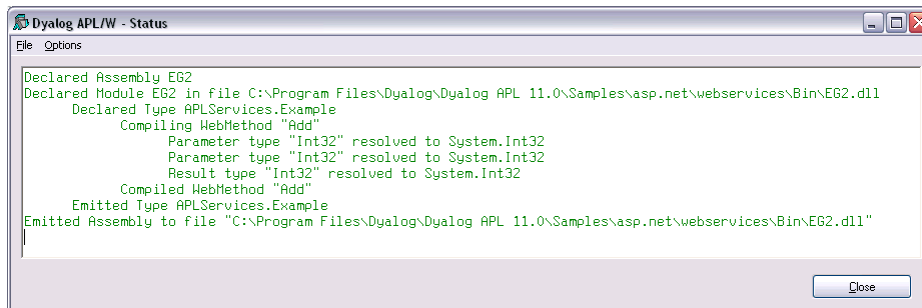 Dyalog APL/W - Status
File Options
Declared Assembly EG2
Declared Module EG2 in file C:\Program Files\Dyalog\Dyalog APL 11.0\Samples\asp.net\webservices\Bin\EG2.dll
Declared Type APLServices.Example
Compiling WebMethod "Add"
Parameter type "Int32" resolved to System.Int32
Parameter type "Int32" resolved to System.Int32
Result type "Int32" resolved to System.Int32
Compiled WebMethod "Add"
Emitted Type APLServices.Example
Emitted Assembly to file "C:\Program Files\Dyalog\Dyalog APL 11.0\Samples\asp.net\webservices\Bin\EG2.dll"
Close